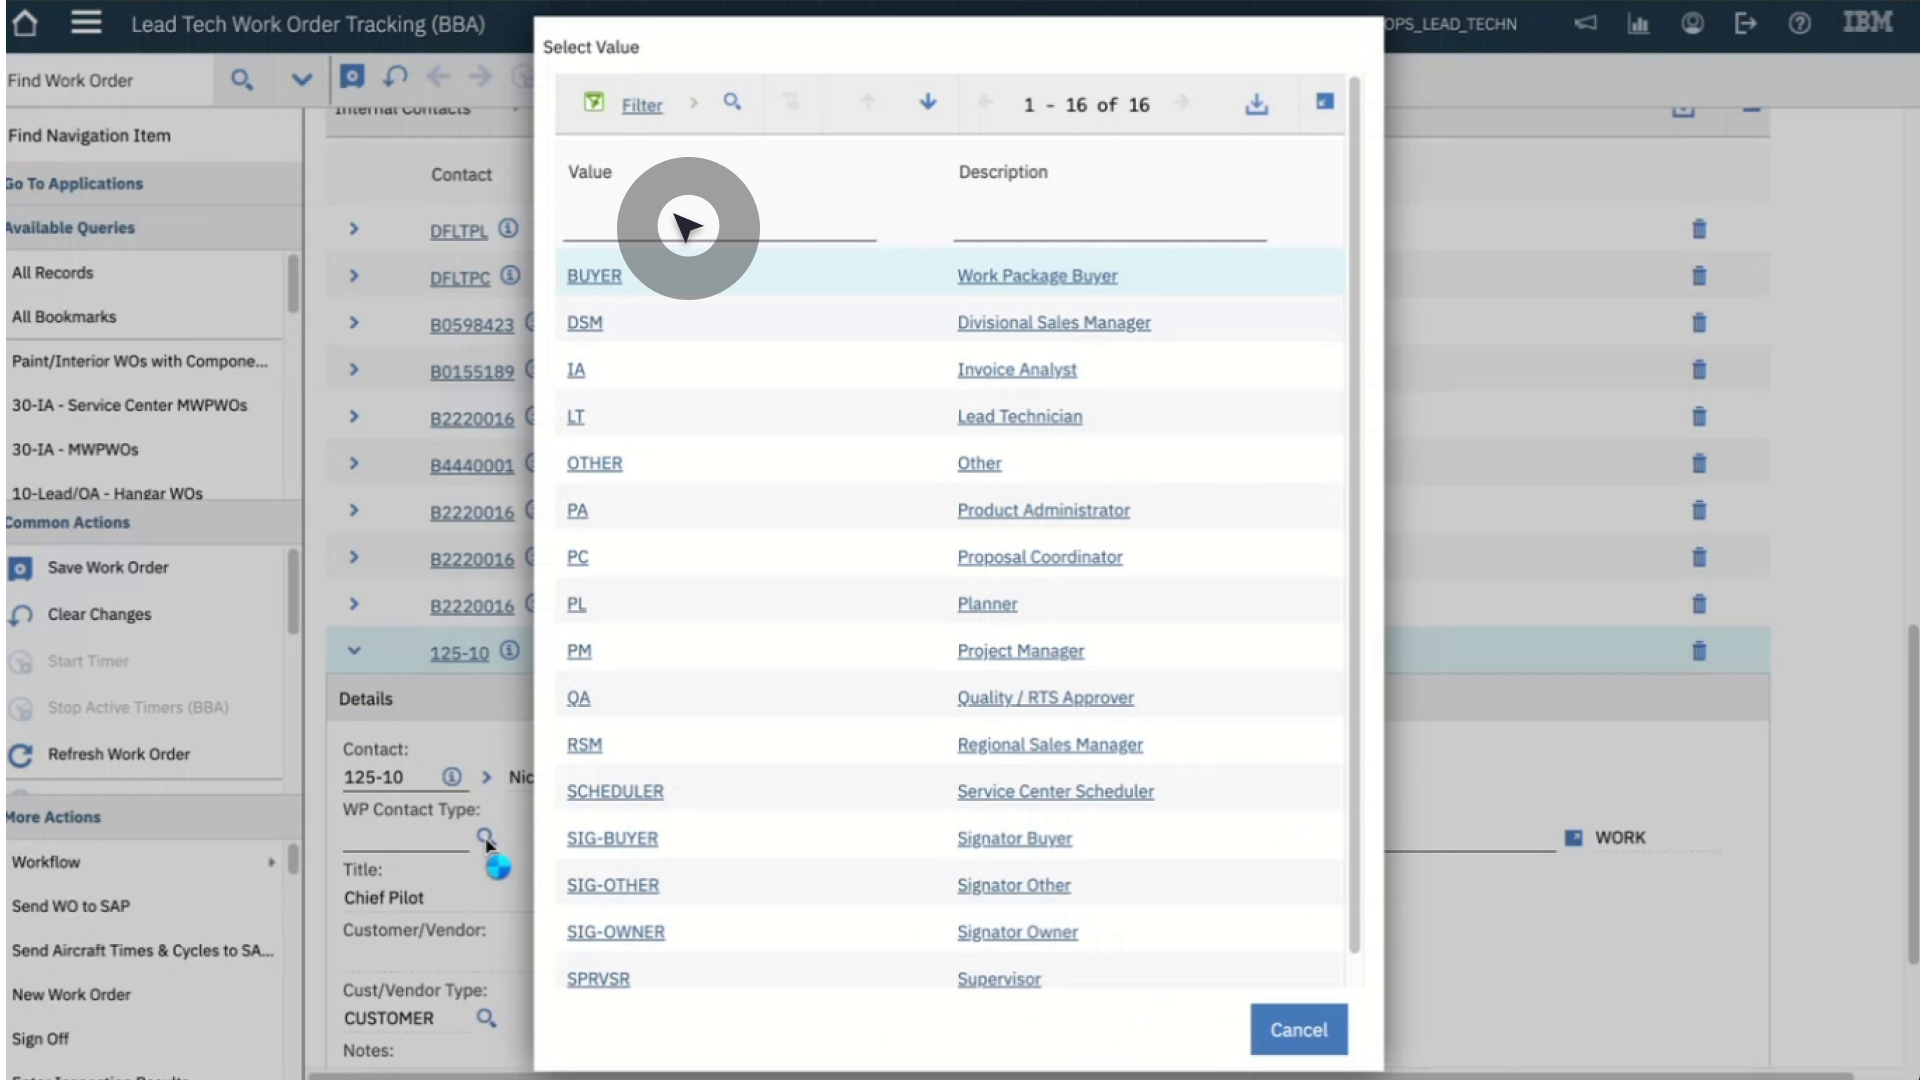 Lead Tech Work Order Tracking (BBA)
OPS_LEAD_TECHN
IBM
Find Work Order
Find Navigation Item
Go To Applications
Available Queries
All Records
All Bookmarks
Paint/Interior WOs with Compone...
30-IA - Service Center MWPWOs
30-IA - MWPWOs
10-Lead/OA - Hangar WOs
Common Actions
Save Work Order
Clear Changes
Start Timer
Stop Active Timers (BBA)
Refresh Work Order
More Actions
Workflow
Send WO to SAP
Send Aircraft Times & Cycles to SA...
New Work Order
Sign Off
Enter Inspection Results
Internal Contacts
Contact
DFLTPL
DFLTPC
B0598423
B0155189
B2220016
B4440001
B2220016
B2220016
B2220016
125-10
Details
Contact:
125-10
Nic
WP Contact Type:
Title:
Chief Pilot
Customer/Vendor:
Cust/Vendor Type:
CUSTOMER
Notes:
Select Value
Filter
1 - 16 of 16
Value Description
BUYER Work Package Buyer
DSM Divisional Sales Manager
IA Invoice Analyst
LT Lead Technician
OTHER Other
PA Product Administrator
PC Proposal Coordinator
PL Planner
PM Project Manager
QA Quality / RTS Approver
RSM Regional Sales Manager
SCHEDULER Service Center Scheduler
SIG-BUYER Signator Buyer
SIG-OTHER Signator Other
SIG-OWNER Signator Owner
SPRVSR Supervisor
Cancel
WORK